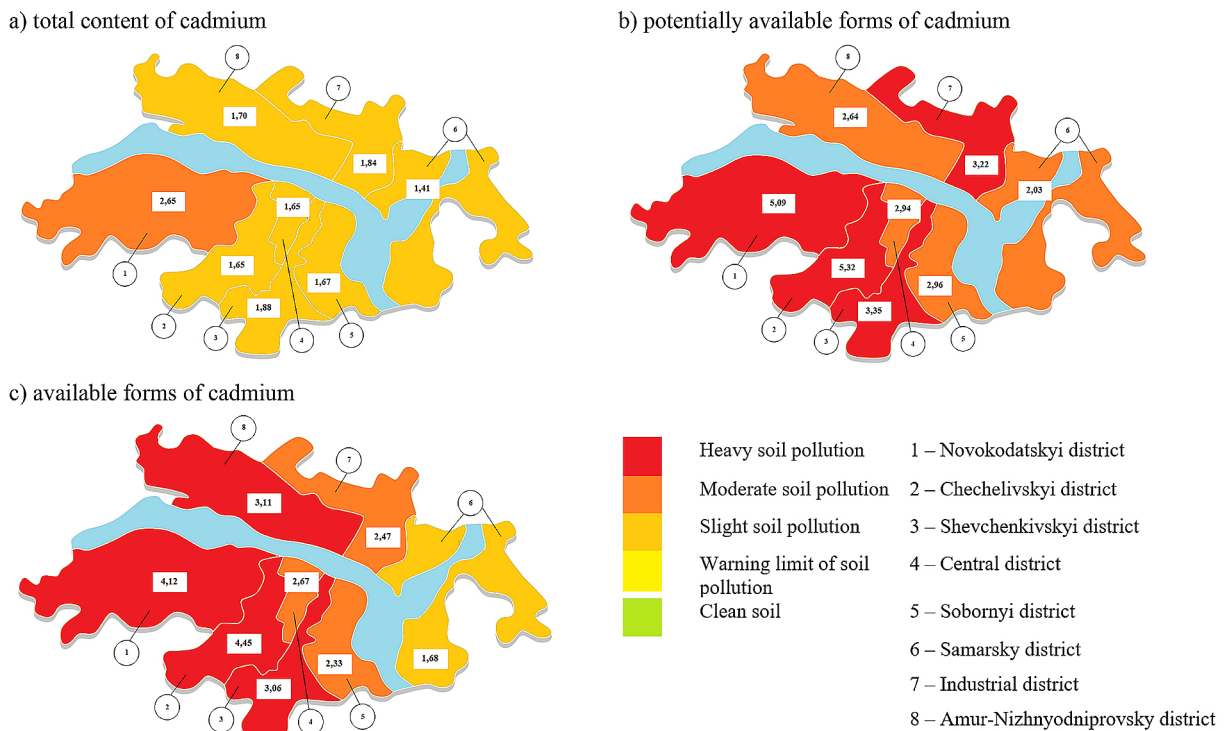 a) total content of cadmium
b) potentially available forms of cadmium
8
7
6
1,70
1,84
1,41
2,65
1,65
1,65
1,67
1,88
1
2
3
4
5
8
7
6
2,64
3,22
2,03
5,09
2,94
5,32
2,96
3,35
1
2
3
4
5
c) available forms of cadmium
8
7
6
3,11
2,47
4,12
2,67
4,45
2,33
1,68
3,06
1
2
3
4
5
Heavy soil pollution
Moderate soil pollution
Slight soil pollution
Warning limit of soil
pollution
Clean soil
1 – Novokodatskyi district
2 – Chechelivskyi district
3 – Shevchenkivskyi district
4 – Central district
5 – Sobornyi district
6 – Samarsky district
7 – Industrial district
8 – Amur-Nizhnyodniprovsky district